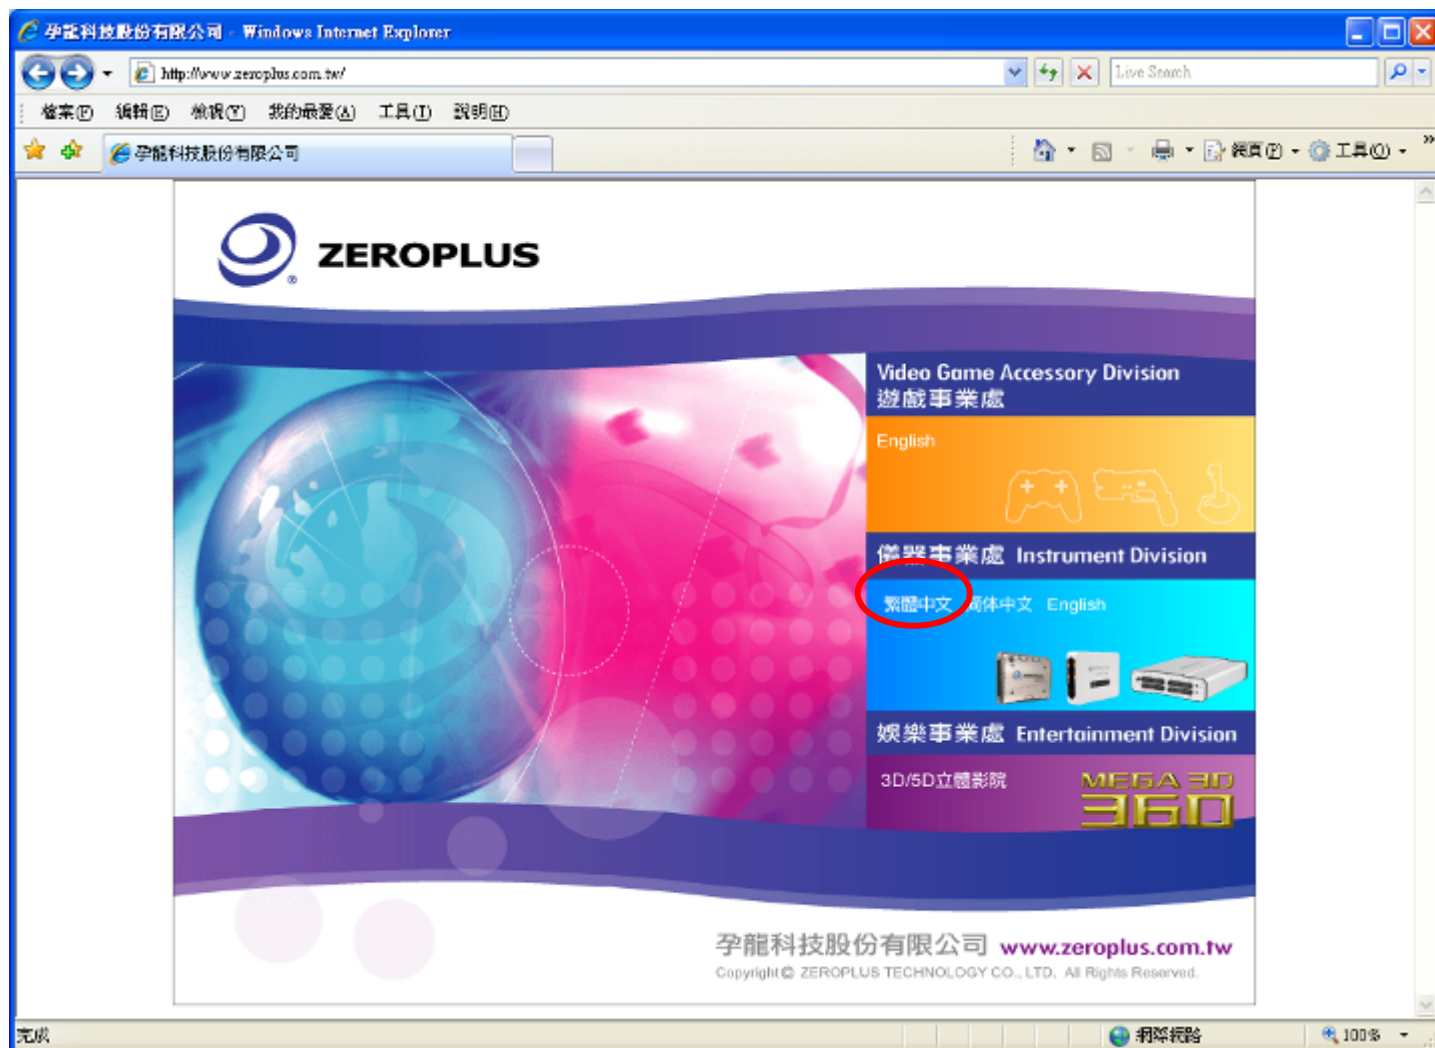 孕龍科技股份有限公司 - Windows Internet Explorer
http://www.zeroplus.com.tw/
Live Search
檔案(F) 編輯(E) 檢視(V) 我的最愛(A) 工具(T) 說明(H)
孕龍科技股份有限公司
網頁(P) 工具(O)
ZEROPLUS
Video Game Accessory Division
遊戲事業處
English
儀器事業處 Instrument Division
繁體中文 简体中文 English
娛樂事業處 Entertainment Division
3D/5D立體影院
MEGA 3D
360
孕龍科技股份有限公司 www.zeroplus.com.tw
Copyright© ZEROPLUS TECHNOLOGY CO., LTD. All Rights Reserved.
完成
網際網路
100%